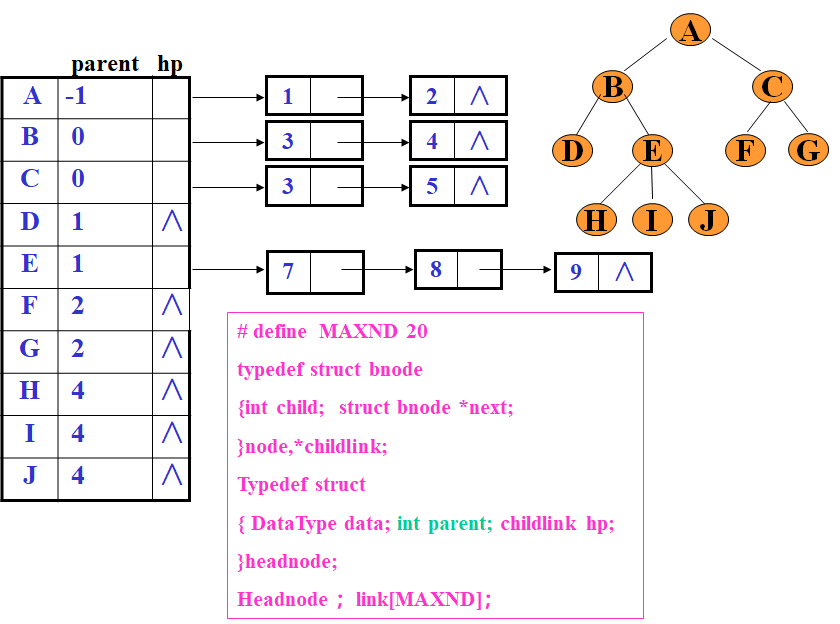 parent hp
A -1
B 0
C 0
D 1 ∧
E 1
F 2 ∧
G 2 ∧
H 4 ∧
I 4 ∧
J 4 ∧
1 2 ∧
3 4 ∧
3 5 ∧
7 8 9 ∧
A
B C
D E F G
H I J
# define MAXND 20
typedef struct bnode
{int child; struct bnode *next;
}node,*childlink;
Typedef struct
{ DataType data; int parent; childlink hp;
}headnode;
Headnode ； link[MAXND]；